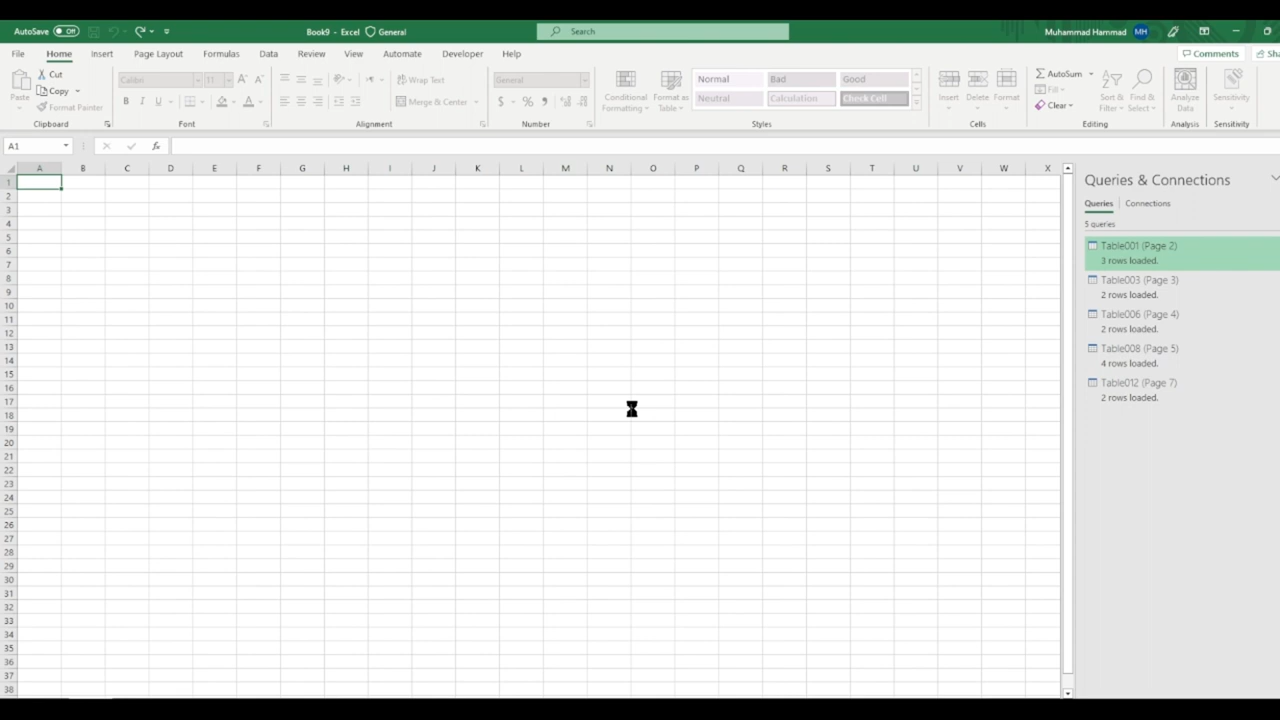 AutoSave Off Book9 - Excel General Search Muhammad Hammad MH
File Home Insert Page Layout Formulas Data Review View Automate Developer Help Comments Sha
Paste Cut Copy Format Painter
Clipboard
Calibri 11
B I U
Font
Wrap Text
Merge & Center
Alignment
General
$ %
Number
Conditional Formatting
Format as Table
Normal Bad Good
Neutral Calculation Check Cell
Styles
Insert Delete Format
Cells
AutoSum
Fill
Clear
Sort & Filter
Find & Select
Editing
Analyze Data
Analysis
Sensitivity
Sensitivity
A1 fx
A B C D E F G H I J K L M N O P Q R S T U V W X
1
2
3
4
5
6
7
8
9
10
11
12
13
14
15
16
17
18
19
20
21
22
23
24
25
26
27
28
29
30
31
32
33
34
35
36
37
38
Queries & Connections
Queries Connections
5 queries
Table001 (Page 2)
3 rows loaded.
Table003 (Page 3)
2 rows loaded.
Table006 (Page 4)
2 rows loaded.
Table008 (Page 5)
4 rows loaded.
Table012 (Page 7)
2 rows loaded.